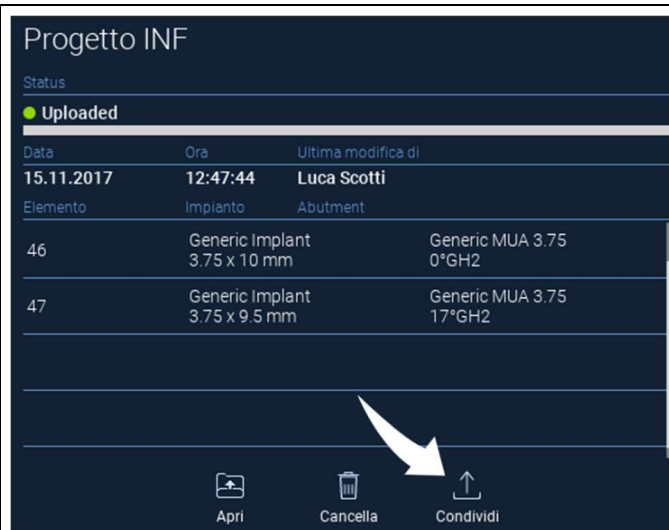 Progetto INF
Status
Uploaded
Data Ora Ultima modifica di
15.11.2017 12:47:44 Luca Scotti
Elemento Impianto Abutment
46 Generic Implant Generic MUA 3.75
3.75 x 10 mm 0°GH2
47 Generic Implant Generic MUA 3.75
3.75 x 9.5 mm 17°GH2
Apri Cancella Condividi